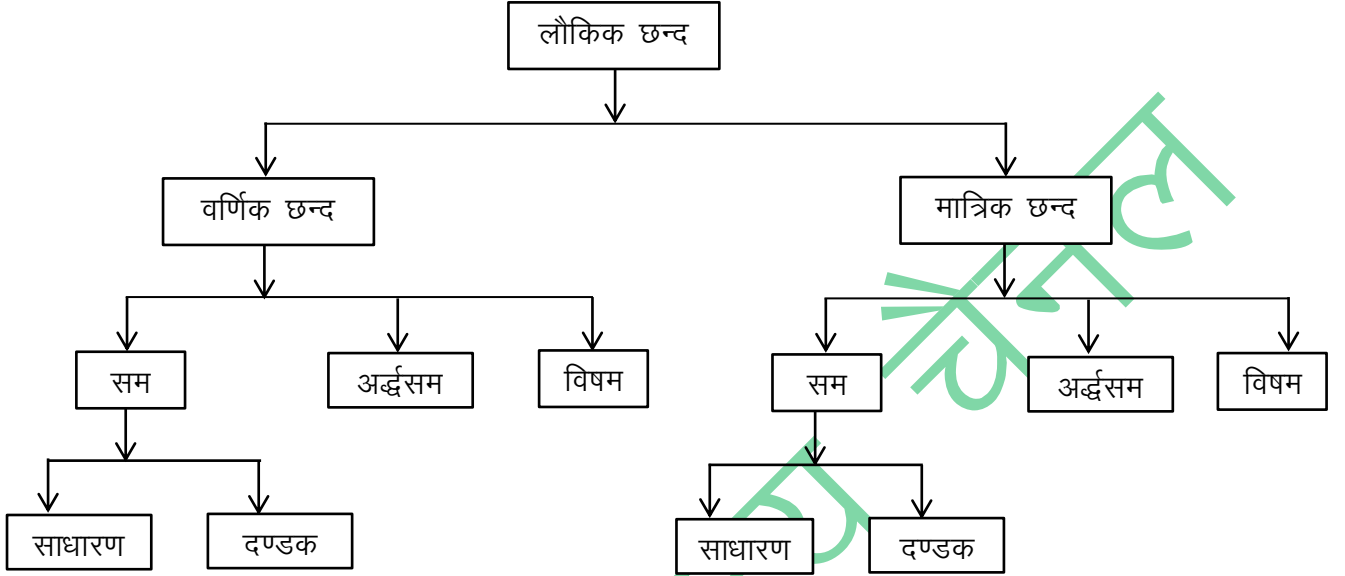 लौकिक छन्द
वर्णिक छन्द
मात्रिक छन्द
सम
अर्द्धसम
विषम
सम
अर्द्धसम
विषम
साधारण
दण्डक
साधारण
दण्डक